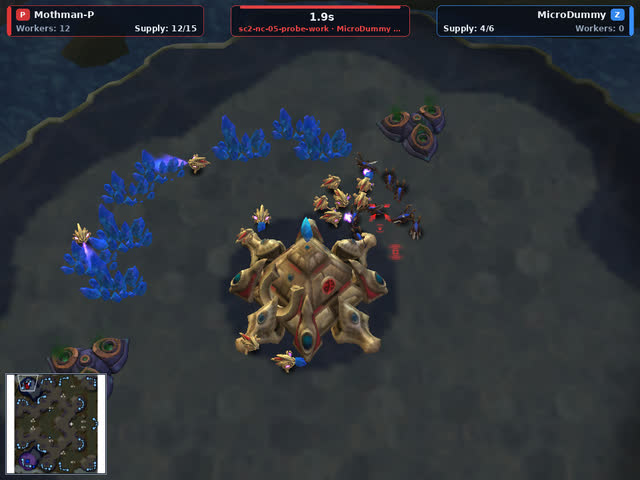 P Mothman-P
Workers: 12 Supply: 12/15
1.9s
sc2-nc-05-probe-work · MicroDummy ...
MicroDummy Z
Supply: 4/6 Workers: 0